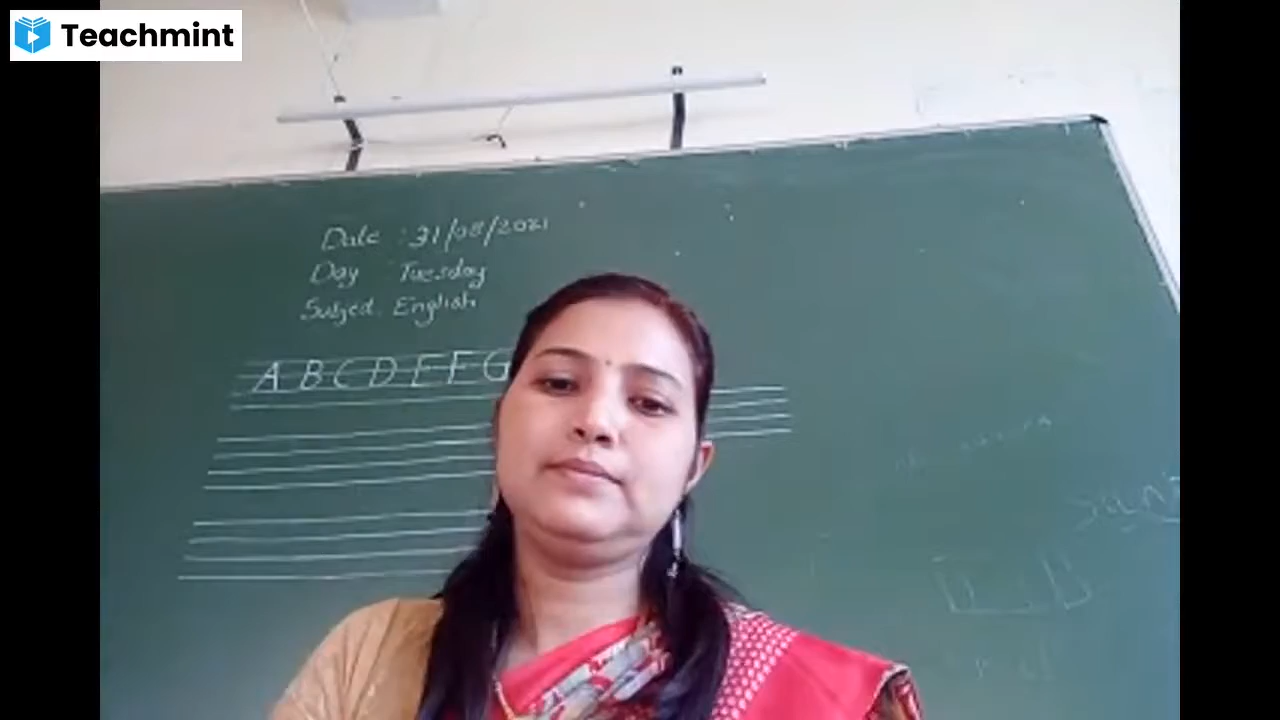 Teachmint
Date : 31/08/2021
Day Tuesday
Subject. English
A B C D E F G